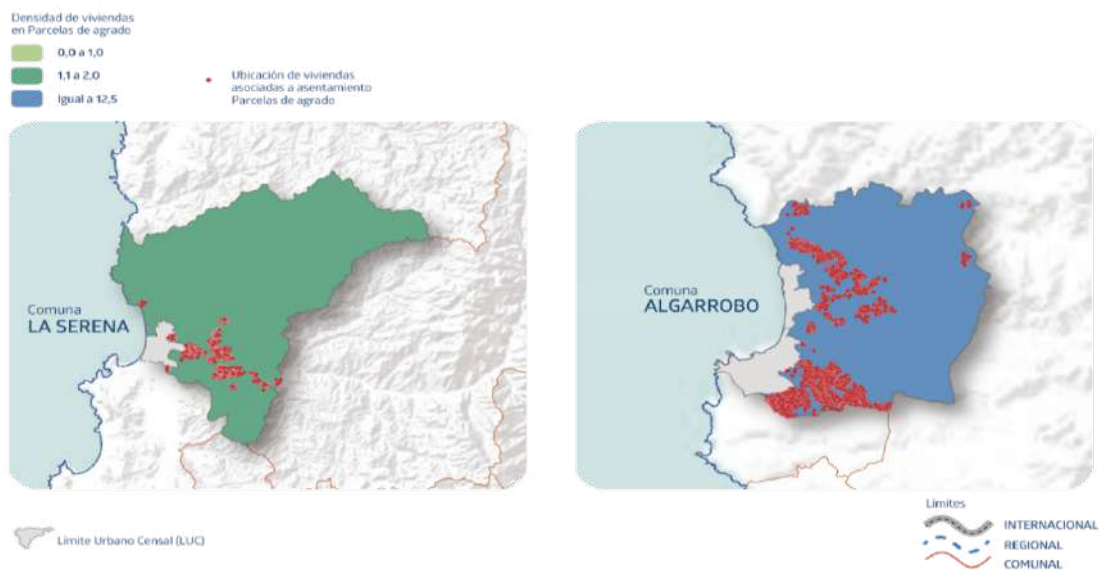 Densidad de viviendas
en Parcelas de agrado
0,0 a 1,0
1,1 a 2,0
Igual a 12,5
Ubicación de viviendas
asociadas a asentamiento
Parcelas de agrado
Comuna
LA SERENA
Comuna
ALGARROBO
Límite Urbano Censal (LUC)
Límites
INTERNACIONAL
REGIONAL
COMUNAL